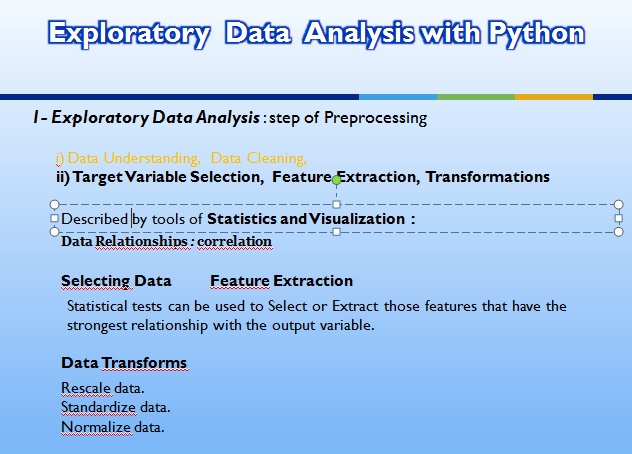 Exploratory Data Analysis with Python
1- Exploratory Data Analysis : step of Preprocessing
i) Data Understanding, Data Cleaning,
ii) Target Variable Selection, Feature Extraction, Transformations
Described by tools of Statistics and Visualization :
Data Relationships : correlation
Selecting Data Feature Extraction
Statistical tests can be used to Select or Extract those features that have the
strongest relationship with the output variable.
Data Transforms
Rescale data.
Standardize data.
Normalize data.